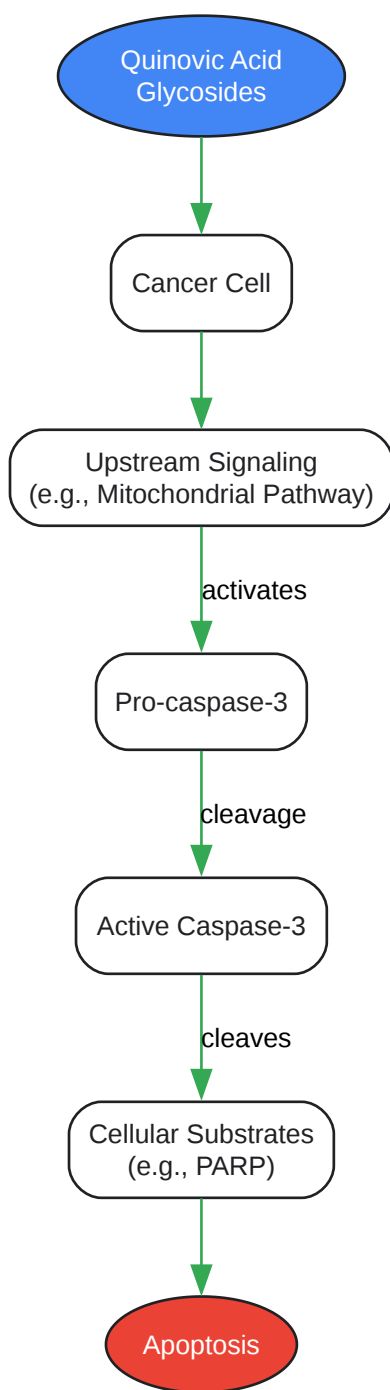 Quinovic Acid
Glycosides
Cancer Cell
Upstream Signaling
(e.g., Mitochondrial Pathway)
activates
Pro-caspase-3
cleavage
Active Caspase-3
cleaves
Cellular Substrates
(e.g., PARP)
Apoptosis